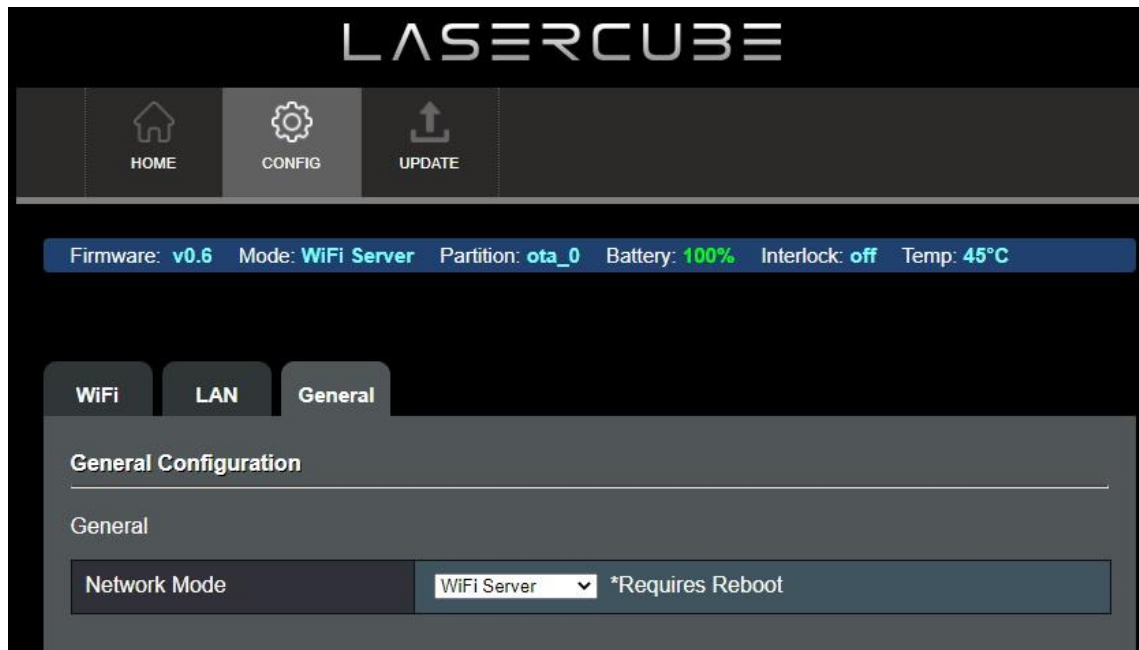 LASERCUBE
HOME CONFIG UPDATE
Firmware: v0.6 Mode: WiFi Server Partition: ota_0 Battery: 100% Interlock: off Temp: 45°C
WiFi LAN General
General Configuration
General
Network Mode WiFi Server *Requires Reboot